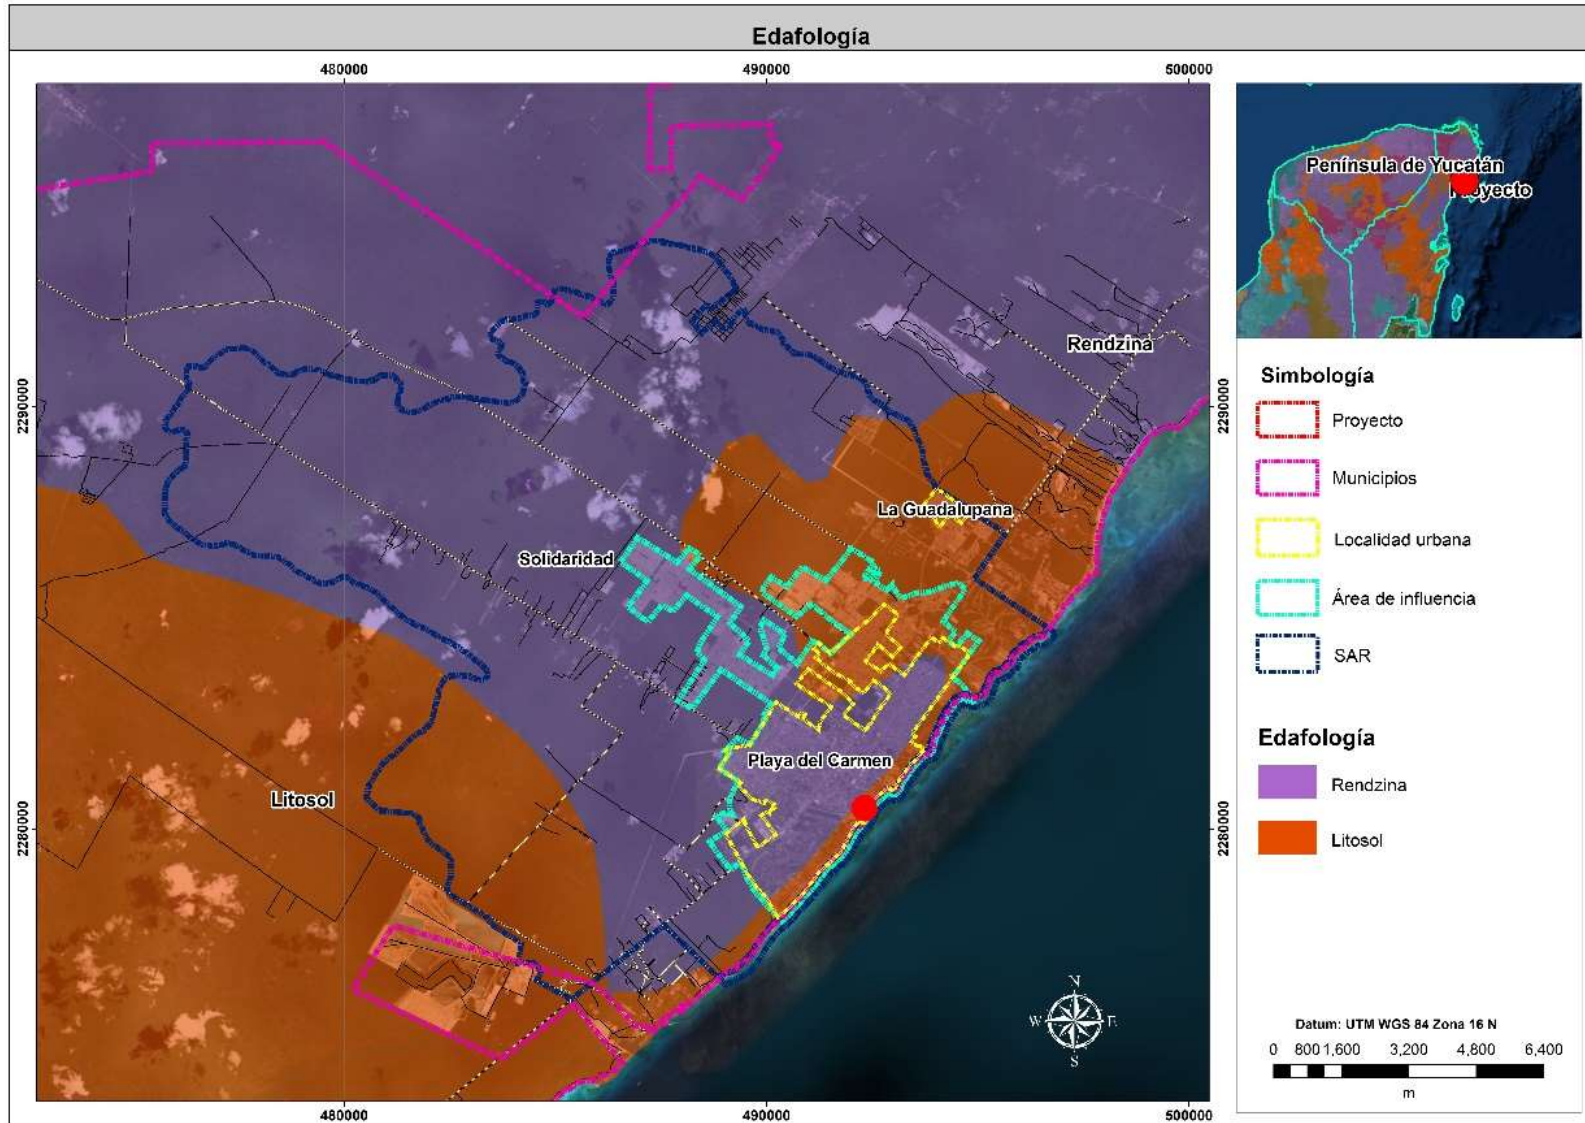 Edafología
480000
490000
500000
2290000
2290000
2280000
2280000
480000
490000
500000
Rendzina
La Guadalupana
Solidaridad
Playa del Carmen
Litosol
N
W
E
S
Península de Yucatán
Proyecto
Simbología
Proyecto
Municipios
Localidad urbana
Área de influencia
SAR
Edafología
Rendzina
Litosol
Datum: UTM WGS 84 Zona 16 N
0 800 1,600 3,200 4,800 6,400
m